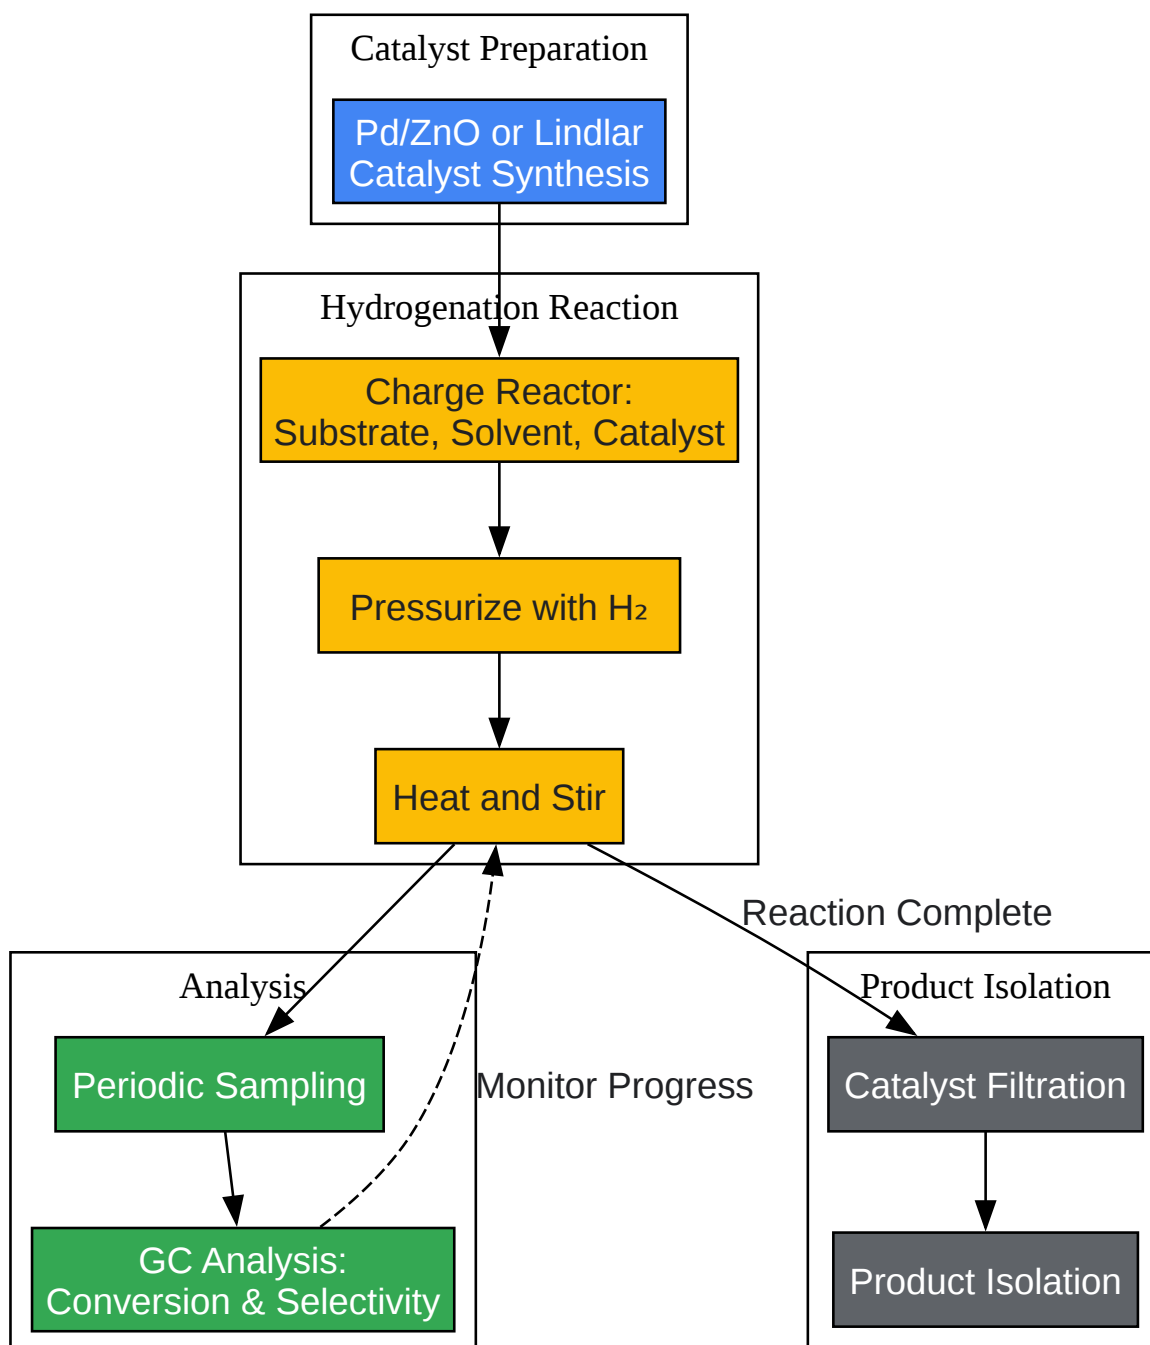 Catalyst Preparation
Pd/ZnO or Lindlar
Catalyst Synthesis
Hydrogenation Reaction
Charge Reactor:
Substrate, Solvent, Catalyst
Pressurize with H₂
Heat and Stir
Reaction Complete
Analysis
Periodic Sampling
Monitor Progress
GC Analysis:
Conversion & Selectivity
Product Isolation
Catalyst Filtration
Product Isolation